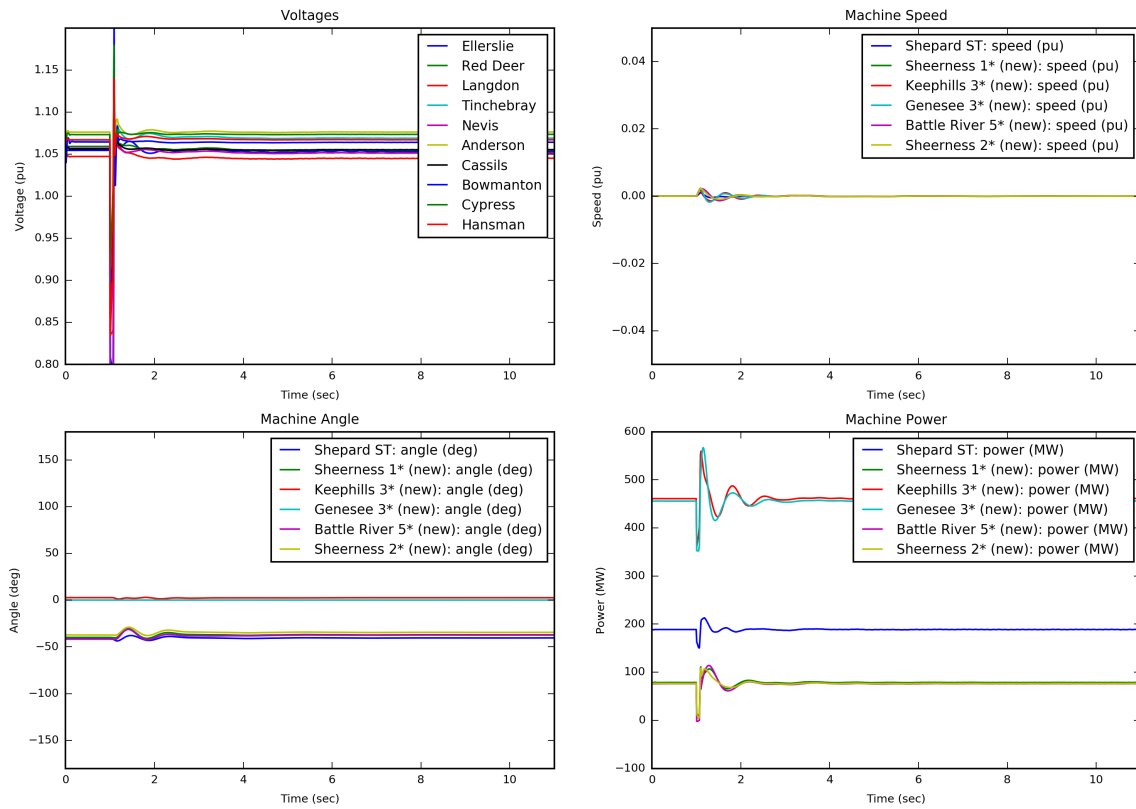 Voltages
1.15
1.10
1.05
1.00
0.95
0.90
0.85
0.80
Voltage (pu)
0 2 4 6 8 10
Time (sec)
Ellerslie
Red Deer
Langdon
Tinchebray
Nevis
Anderson
Cassils
Bowmanton
Cypress
Hansman
Machine Speed
0.04
0.02
0.00
−0.02
−0.04
Speed (pu)
0 2 4 6 8 10
Time (sec)
Shepard ST: speed (pu)
Sheerness 1* (new): speed (pu)
Keephills 3* (new): speed (pu)
Genesee 3* (new): speed (pu)
Battle River 5* (new): speed (pu)
Sheerness 2* (new): speed (pu)
Machine Angle
150
100
50
0
−50
−100
−150
Angle (deg)
0 2 4 6 8 10
Time (sec)
Shepard ST: angle (deg)
Sheerness 1* (new): angle (deg)
Keephills 3* (new): angle (deg)
Genesee 3* (new): angle (deg)
Battle River 5* (new): angle (deg)
Sheerness 2* (new): angle (deg)
Machine Power
600
500
400
300
200
100
0
−100
Power (MW)
0 2 4 6 8 10
Time (sec)
Shepard ST: power (MW)
Sheerness 1* (new): power (MW)
Keephills 3* (new): power (MW)
Genesee 3* (new): power (MW)
Battle River 5* (new): power (MW)
Sheerness 2* (new): power (MW)